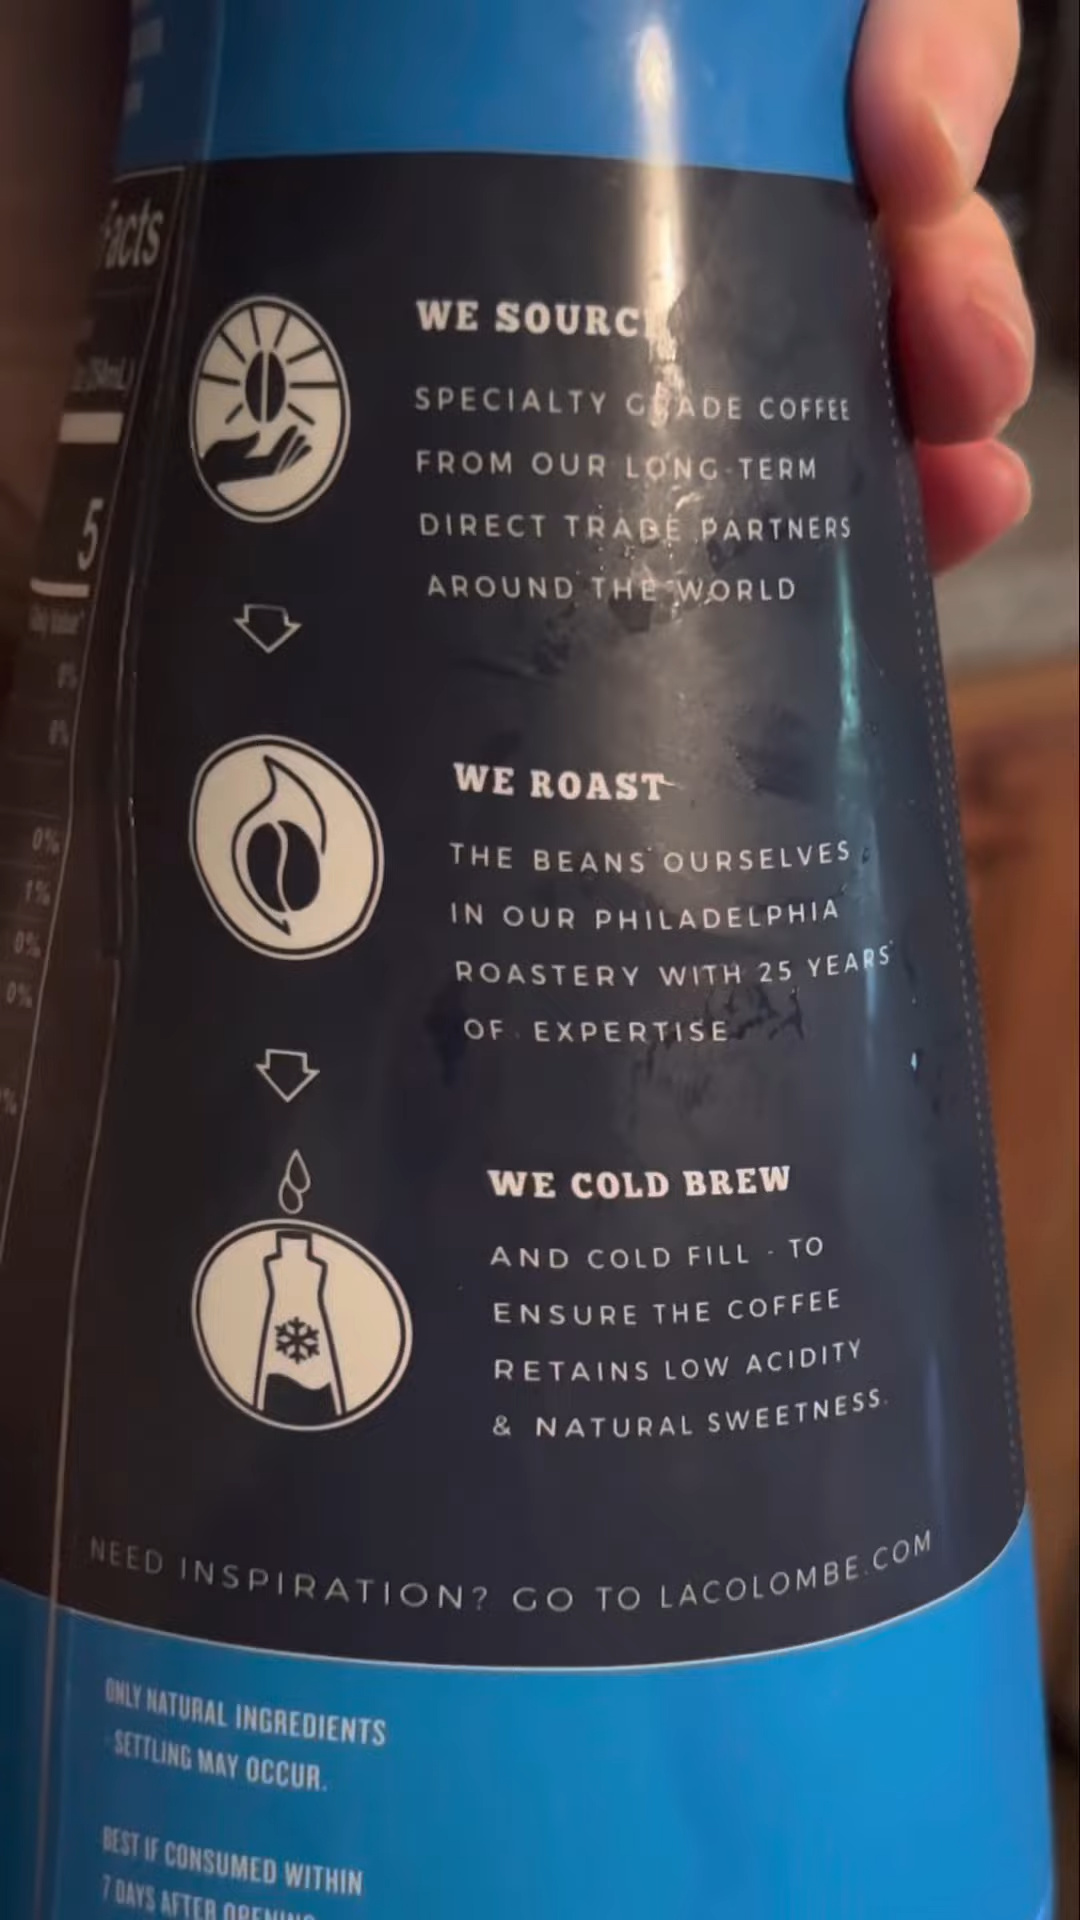 Facts
5
0%
0%
0%
1%
0%
0%
WE SOURCE
SPECIALTY GRADE COFFEE
FROM OUR LONG-TERM
DIRECT TRADE PARTNERS
AROUND THE WORLD
WE ROAST
THE BEANS OURSELVES
IN OUR PHILADELPHIA
ROASTERY WITH 25 YEARS
OF EXPERTISE
WE COLD BREW
AND COLD FILL - TO
ENSURE THE COFFEE
RETAINS LOW ACIDITY
& NATURAL SWEETNESS.
NEED INSPIRATION? GO TO LACOLOMBE.COM
ONLY NATURAL INGREDIENTS
SETTLING MAY OCCUR.
BEST IF CONSUMED WITHIN
7 DAYS AFTER OPENING